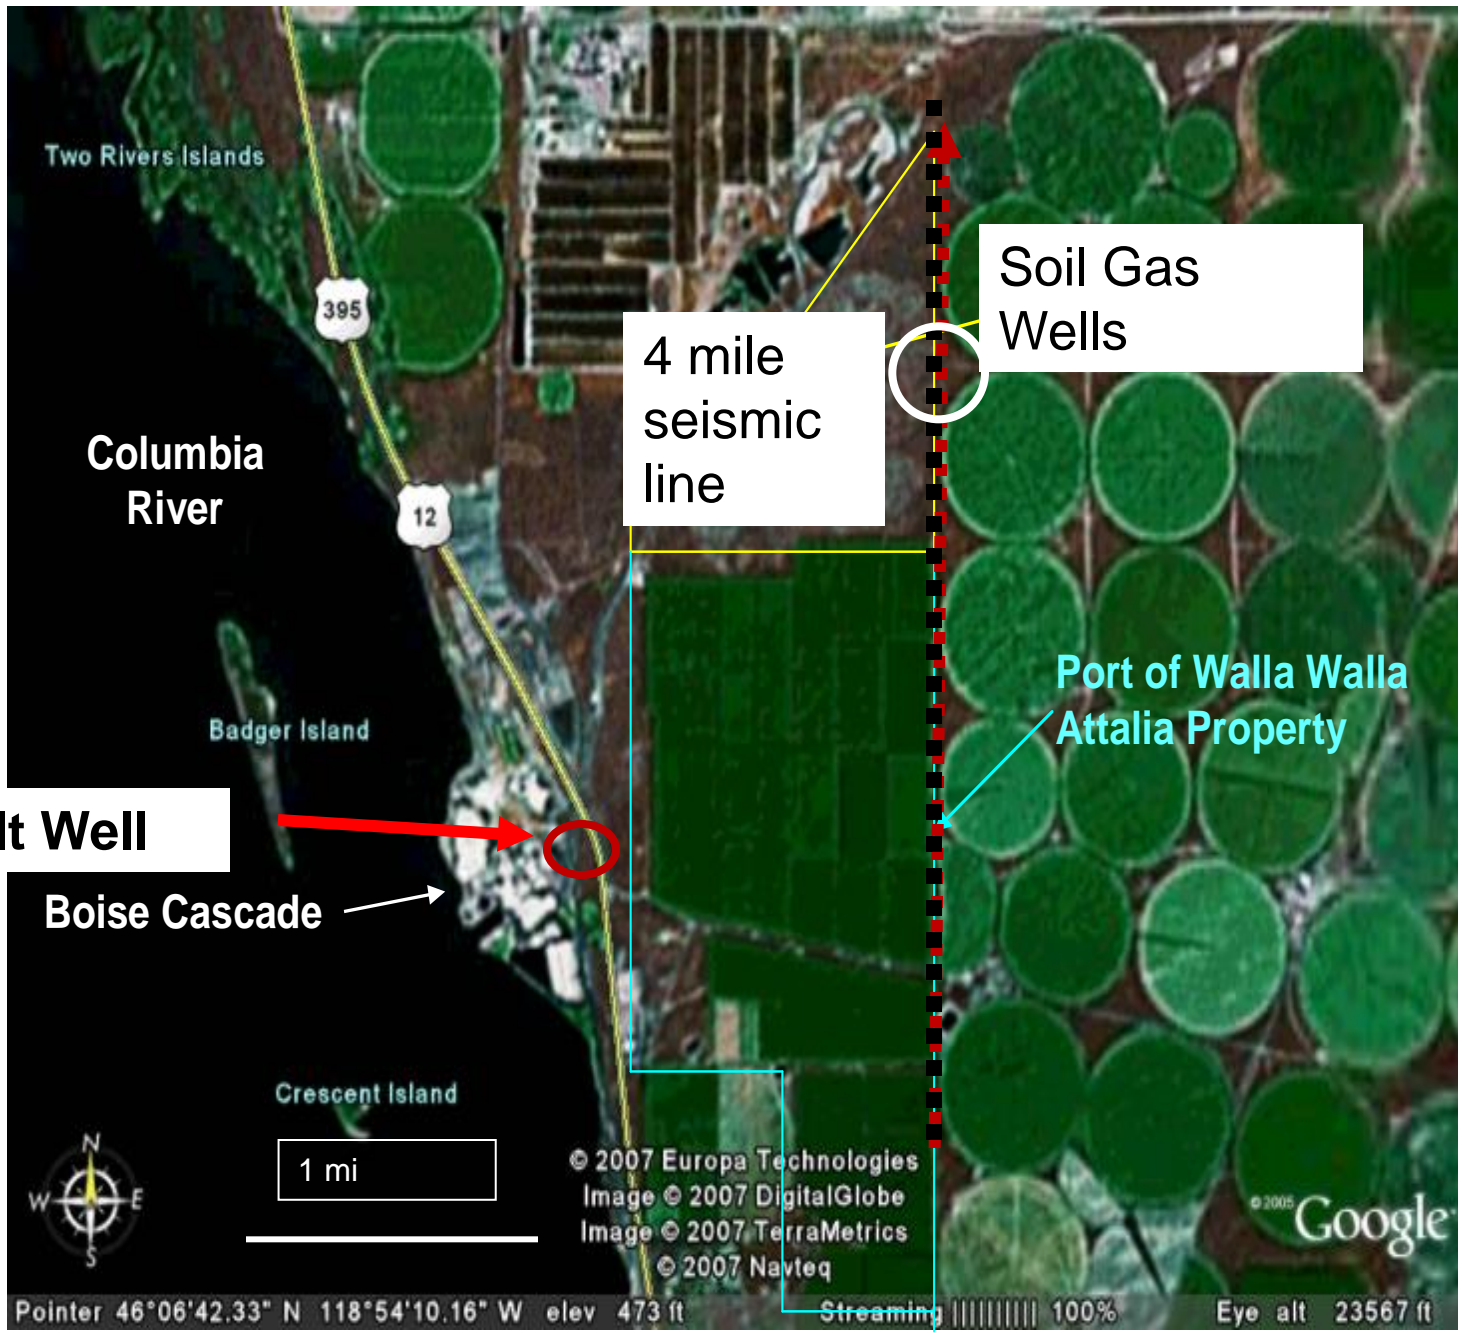 Two Rivers Islands
395
Soil Gas
Wells
4 mile
seismic
line
Columbia
River
12
Port of Walla Walla
Attalia Property
Badger Island
lt Well
Boise Cascade
Crescent Island
N
W E
S
1 mi
© 2007 Europa Technologies
Image © 2007 DigitalGlobe
Image © 2007 TerraMetrics
© 2007 Navteq
©2005 Google
Pointer 46°06'42.33" N 118°54'10.16" W elev 473 ft Streaming |||||||||| 100% Eye alt 23567 ft